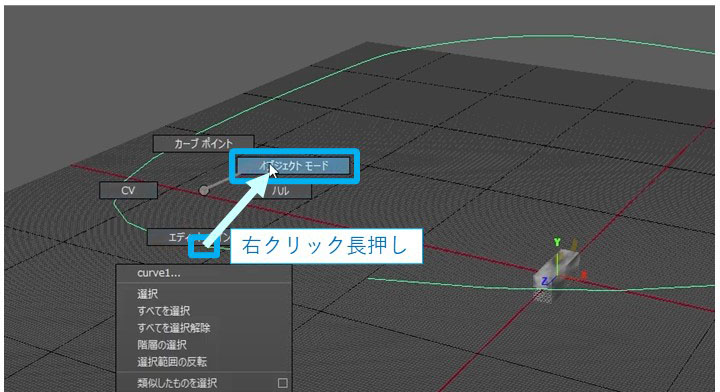 カーブ ポイント
オブジェクト モード
CV
ハル
右クリック長押し
curve1...
選択
すべてを選択
すべてを選択解除
階層の選択
選択範囲の反転
類似したものを選択
Y
Z